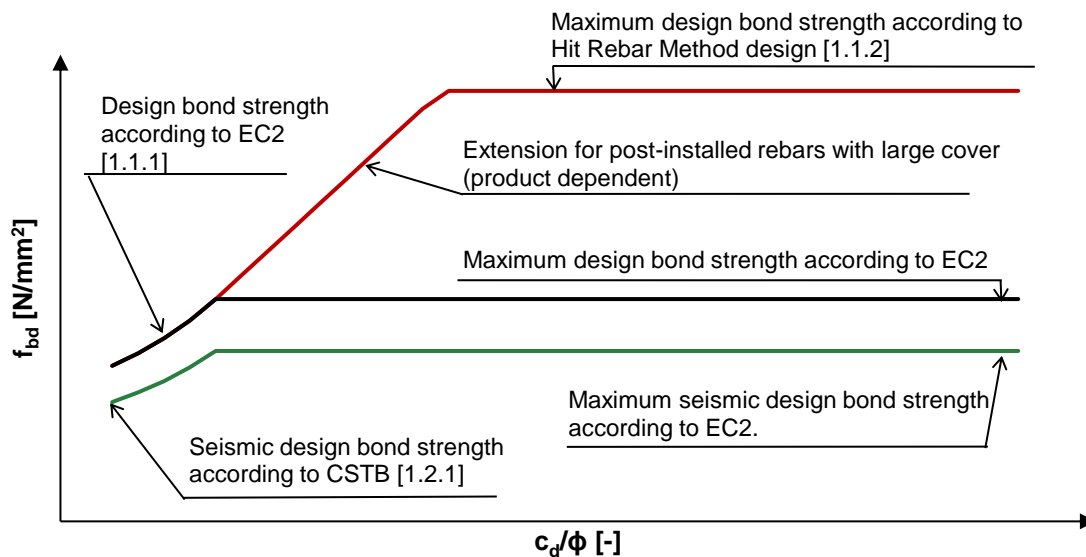 Maximum design bond strength according to
Hit Rebar Method design [1.1.2]
Design bond strength
according to EC2
[1.1.1]
Extension for post-installed rebars with large cover
(product dependent)
Maximum design bond strength according to EC2
Maximum seismic design bond strength
according to EC2.
Seismic design bond strength
according to CSTB [1.2.1]
f_bd [N/mm²]
c_d/ϕ [-]